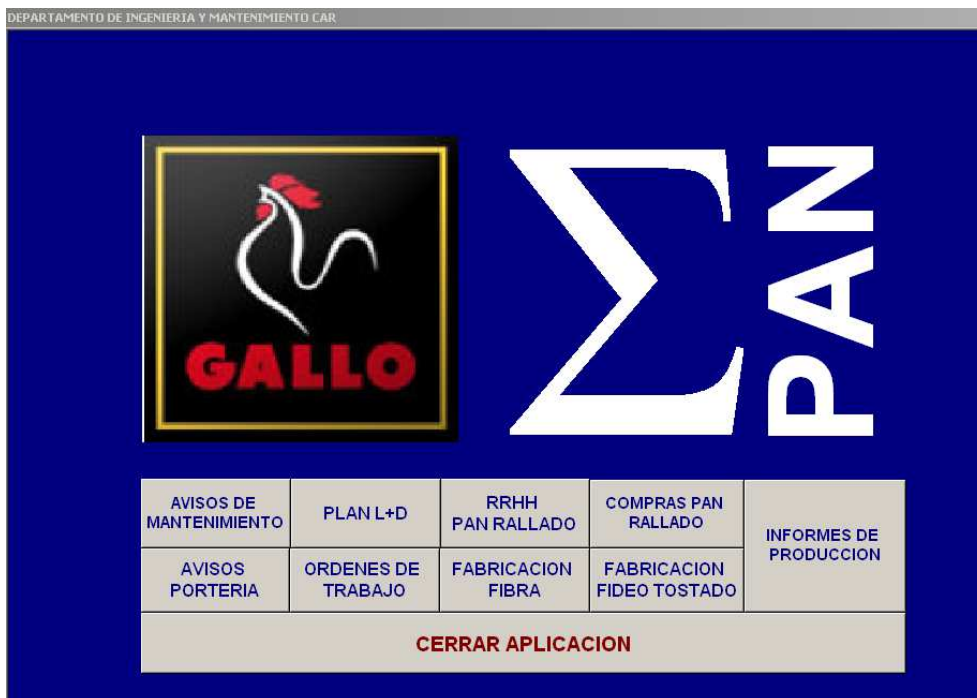 DEPARTAMENTO DE INGENIERIA Y MANTENIMIENTO CAR
GALLO
Σ
PAN
AVISOS DE
MANTENIMIENTO
PLAN L+D
RRHH
PAN RALLADO
COMPRAS PAN
RALLADO
INFORMES DE
PRODUCCION
AVISOS
PORTERIA
ORDENES DE
TRABAJO
FABRICACION
FIBRA
FABRICACION
FIDEO TOSTADO
CERRAR APLICACION